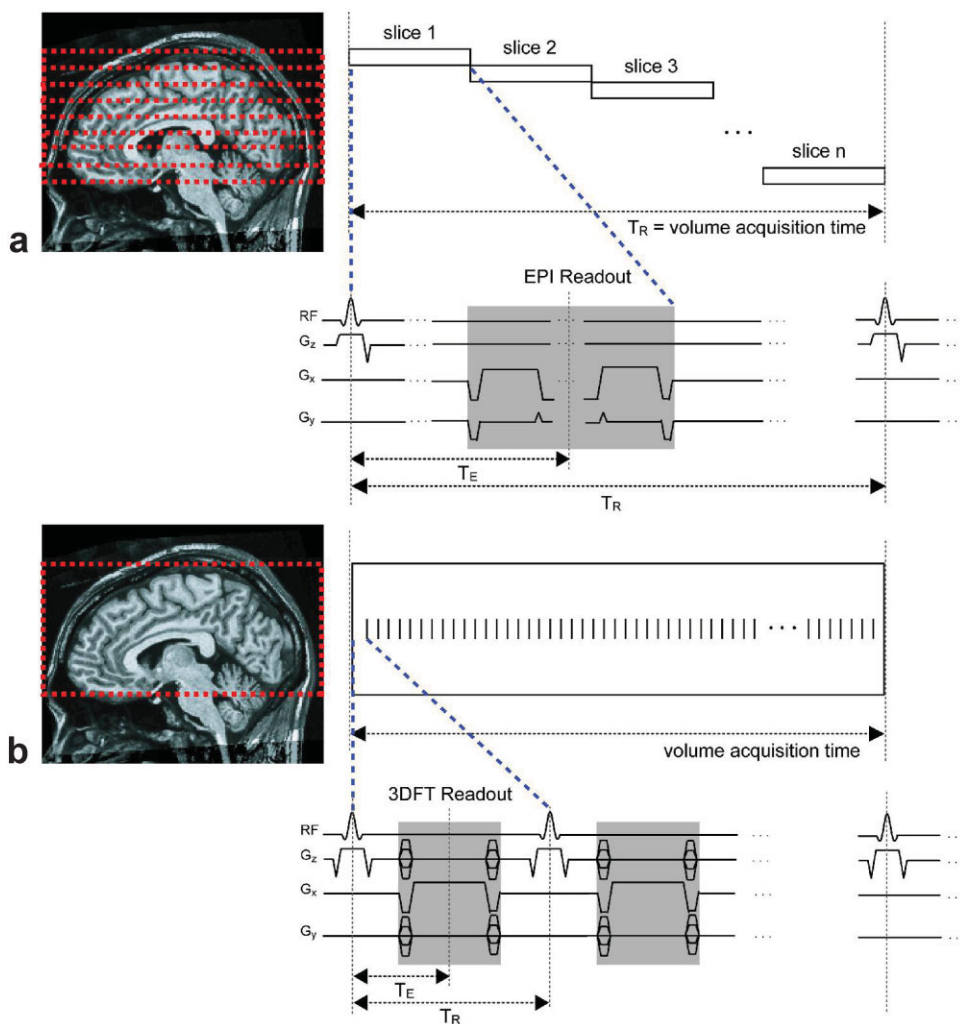 slice 1
slice 2
slice 3
...
slice n
a
TR = volume acquisition time
EPI Readout
RF ... ... ... ... ...
Gz ... ... ... ... ...
Gx ... ... ... ... ...
Gy ... ... ... ... ...
TE
TR
...
b
volume acquisition time
3DFT Readout
RF ... ...
Gz ... ...
Gx ... ...
Gy ... ...
TE
TR